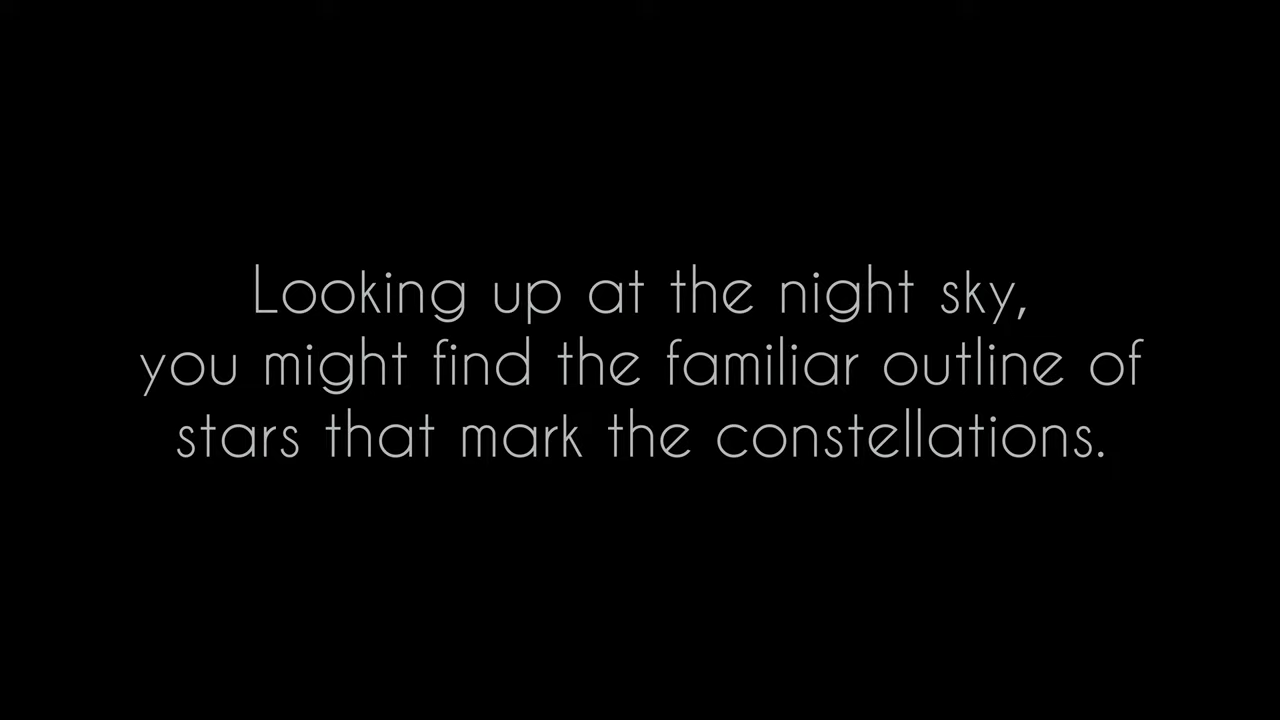 Looking up at the night sky,
you might find the familiar outline of
stars that mark the constellations.